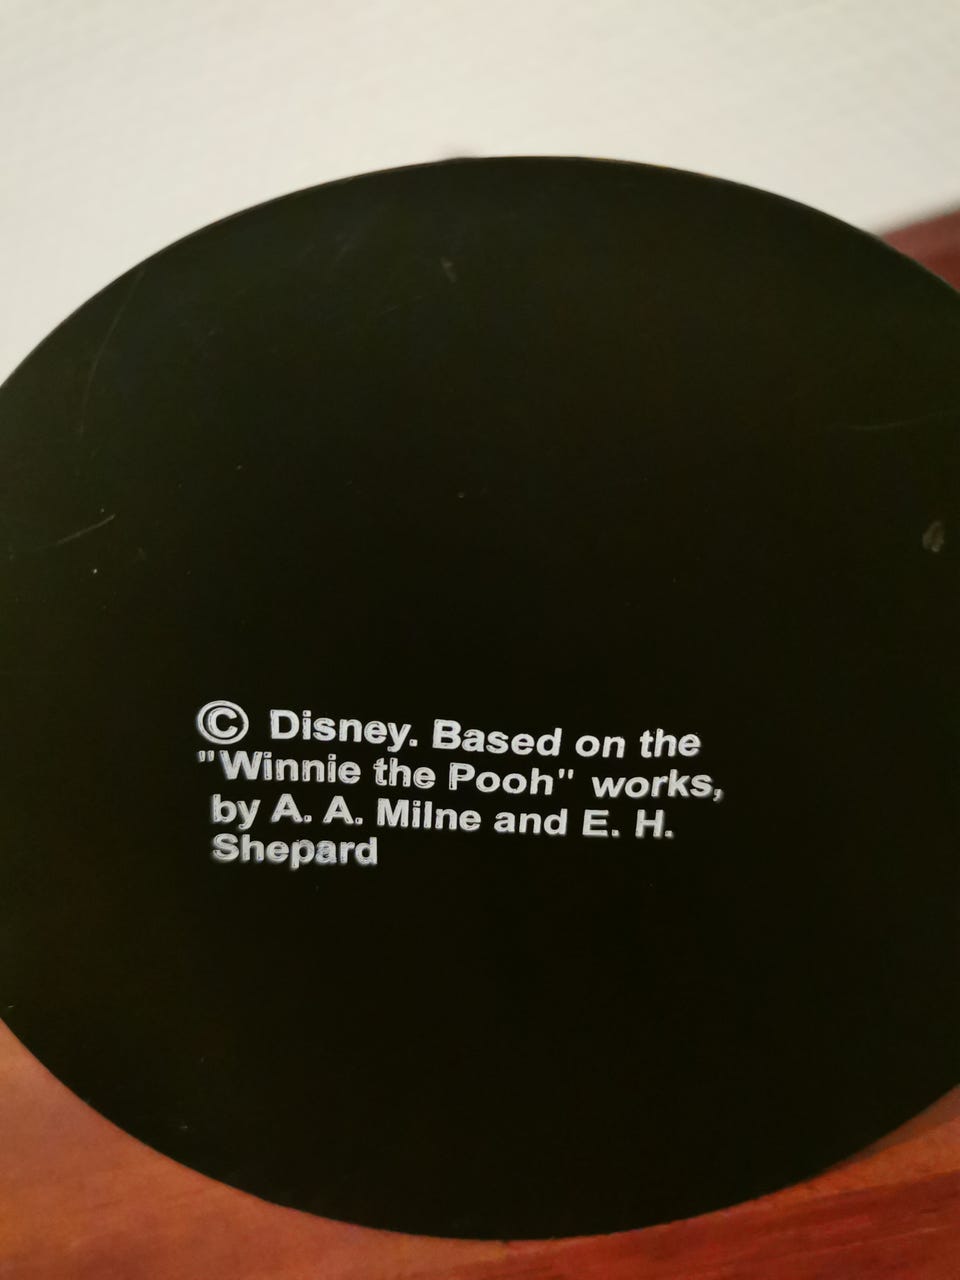 © Disney. Based on the
"Winnie the Pooh" works,
by A. A. Milne and E. H.
Shepard